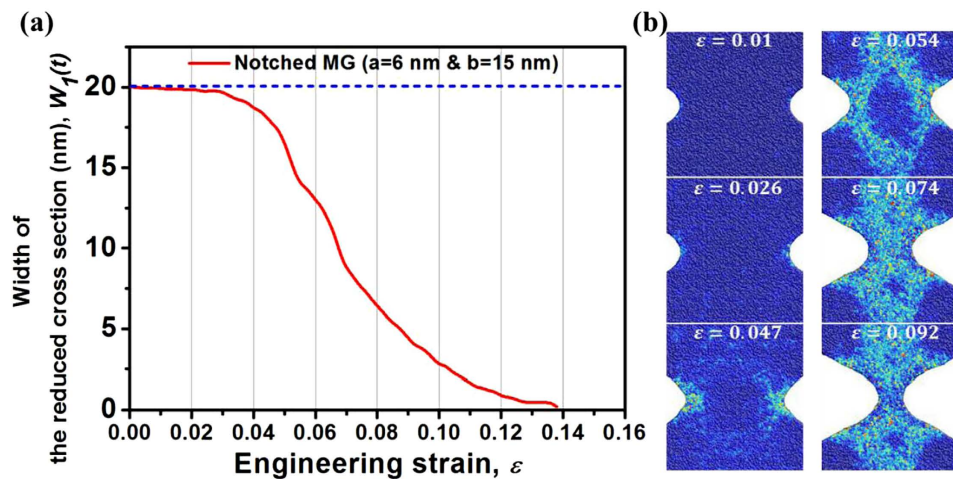 (a)
Notched MG (a=6 nm & b=15 nm)
Width of
the reduced cross section (nm), W₁(t)
20
15
10
5
0
0.00 0.02 0.04 0.06 0.08 0.10 0.12 0.14 0.16
Engineering strain, ε
(b)
ε = 0.01
ε = 0.054
ε = 0.026
ε = 0.074
ε = 0.047
ε = 0.092